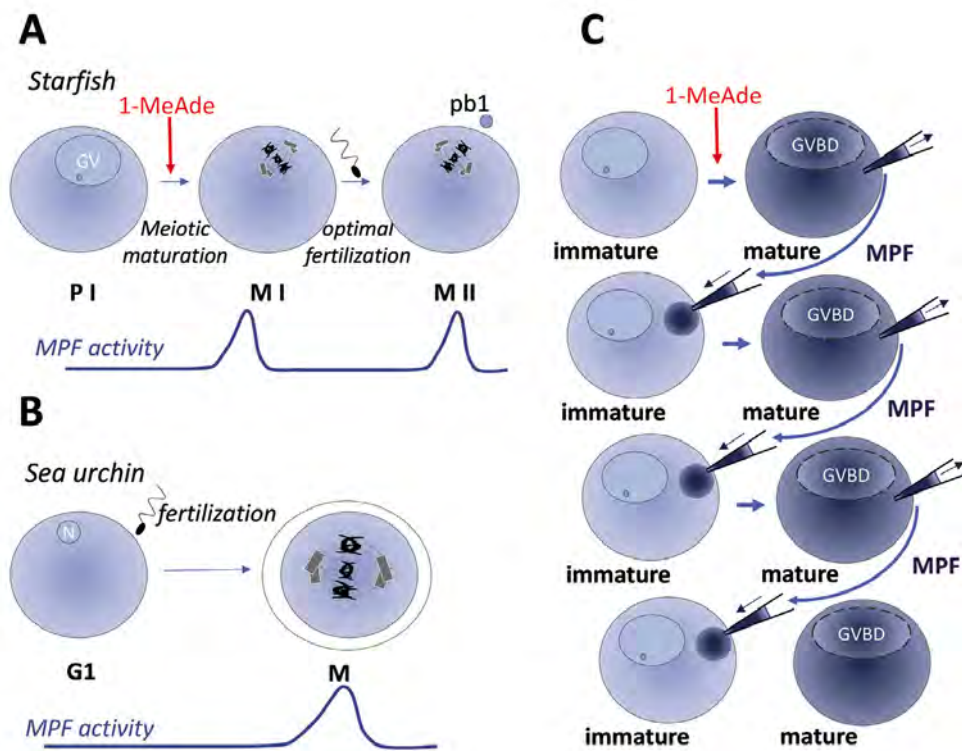 A
Starfish
1-MeAde
pb1
GV
Meiotic
maturation
optimal
fertilization
P I
M I
M II
MPF activity
B
Sea urchin
fertilization
N
G1
M
MPF activity
C
1-MeAde
GVBD
immature
mature
MPF
GVBD
immature
mature
MPF
GVBD
immature
mature
MPF
GVBD
immature
mature